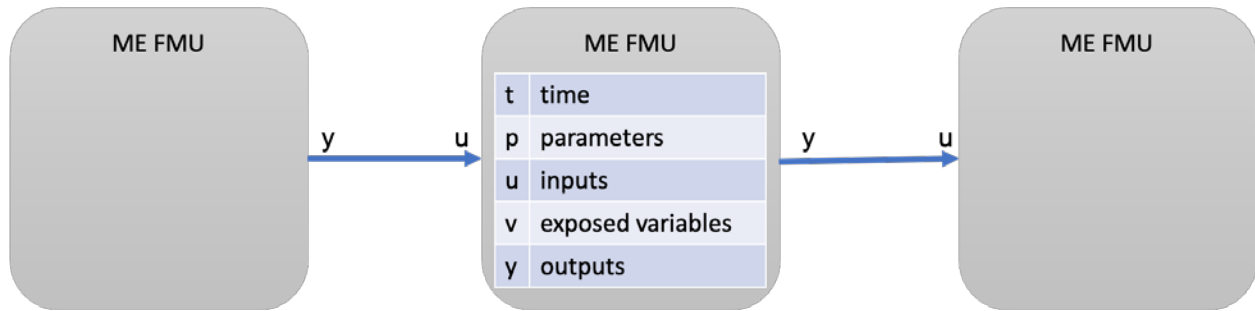 ME FMU
ME FMU
ME FMU
t time
p parameters
u inputs
v exposed variables
y outputs
y
u
y
u